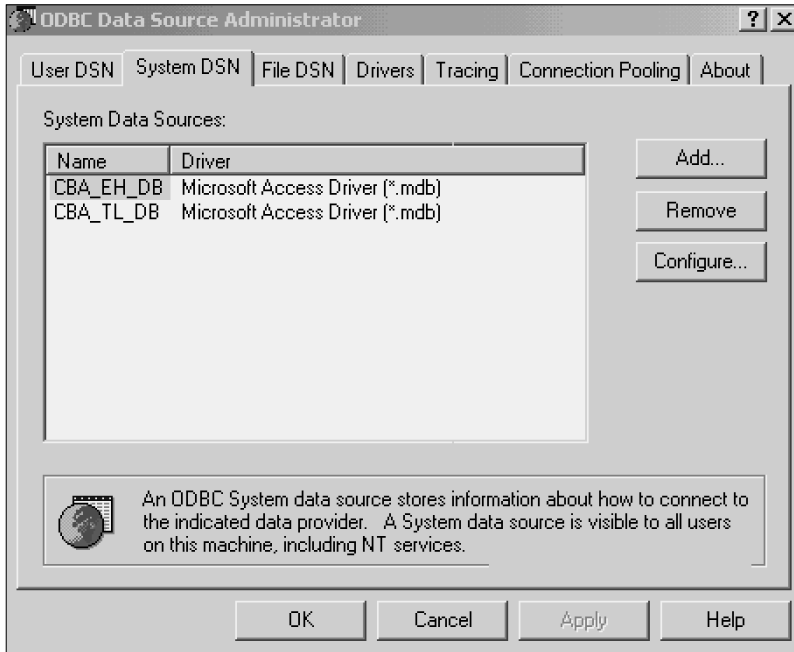 ODBC Data Source Administrator
? X
User DSN System DSN File DSN Drivers Tracing Connection Pooling About
System Data Sources:
Name Driver
CBA_EH_DB Microsoft Access Driver (*.mdb)
CBA_TL_DB Microsoft Access Driver (*.mdb)
Add...
Remove
Configure...
An ODBC System data source stores information about how to connect to
the indicated data provider. A System data source is visible to all users
on this machine, including NT services.
OK Cancel Apply Help